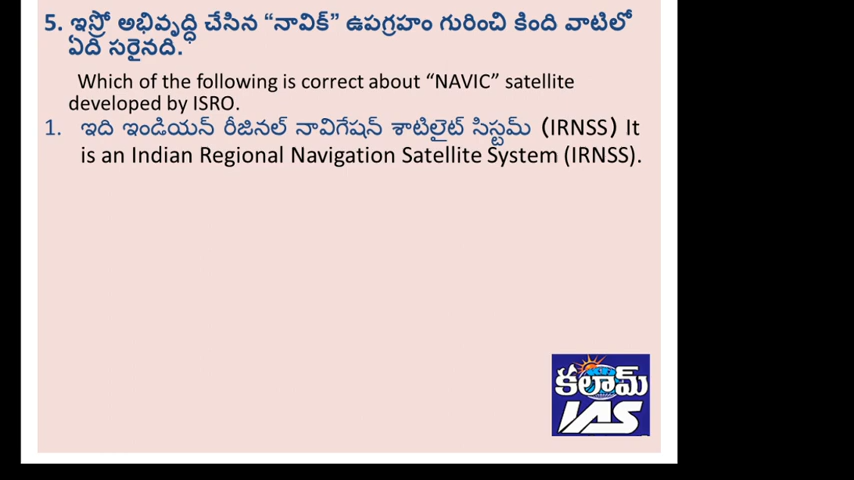 5. ఇస్రో అభివృద్ధి చేసిన “నావిక్” ఉపగ్రహం గురించి కింది వాటిలో
ఏది సరైనది.
Which of the following is correct about “NAVIC” satellite
developed by ISRO.
1. ఇది ఇండియన్ రీజినల్ నావిగేషన్ శాటిలైట్ సిస్టమ్ (IRNSS) It
is an Indian Regional Navigation Satellite System (IRNSS).
కలామ్
IAS